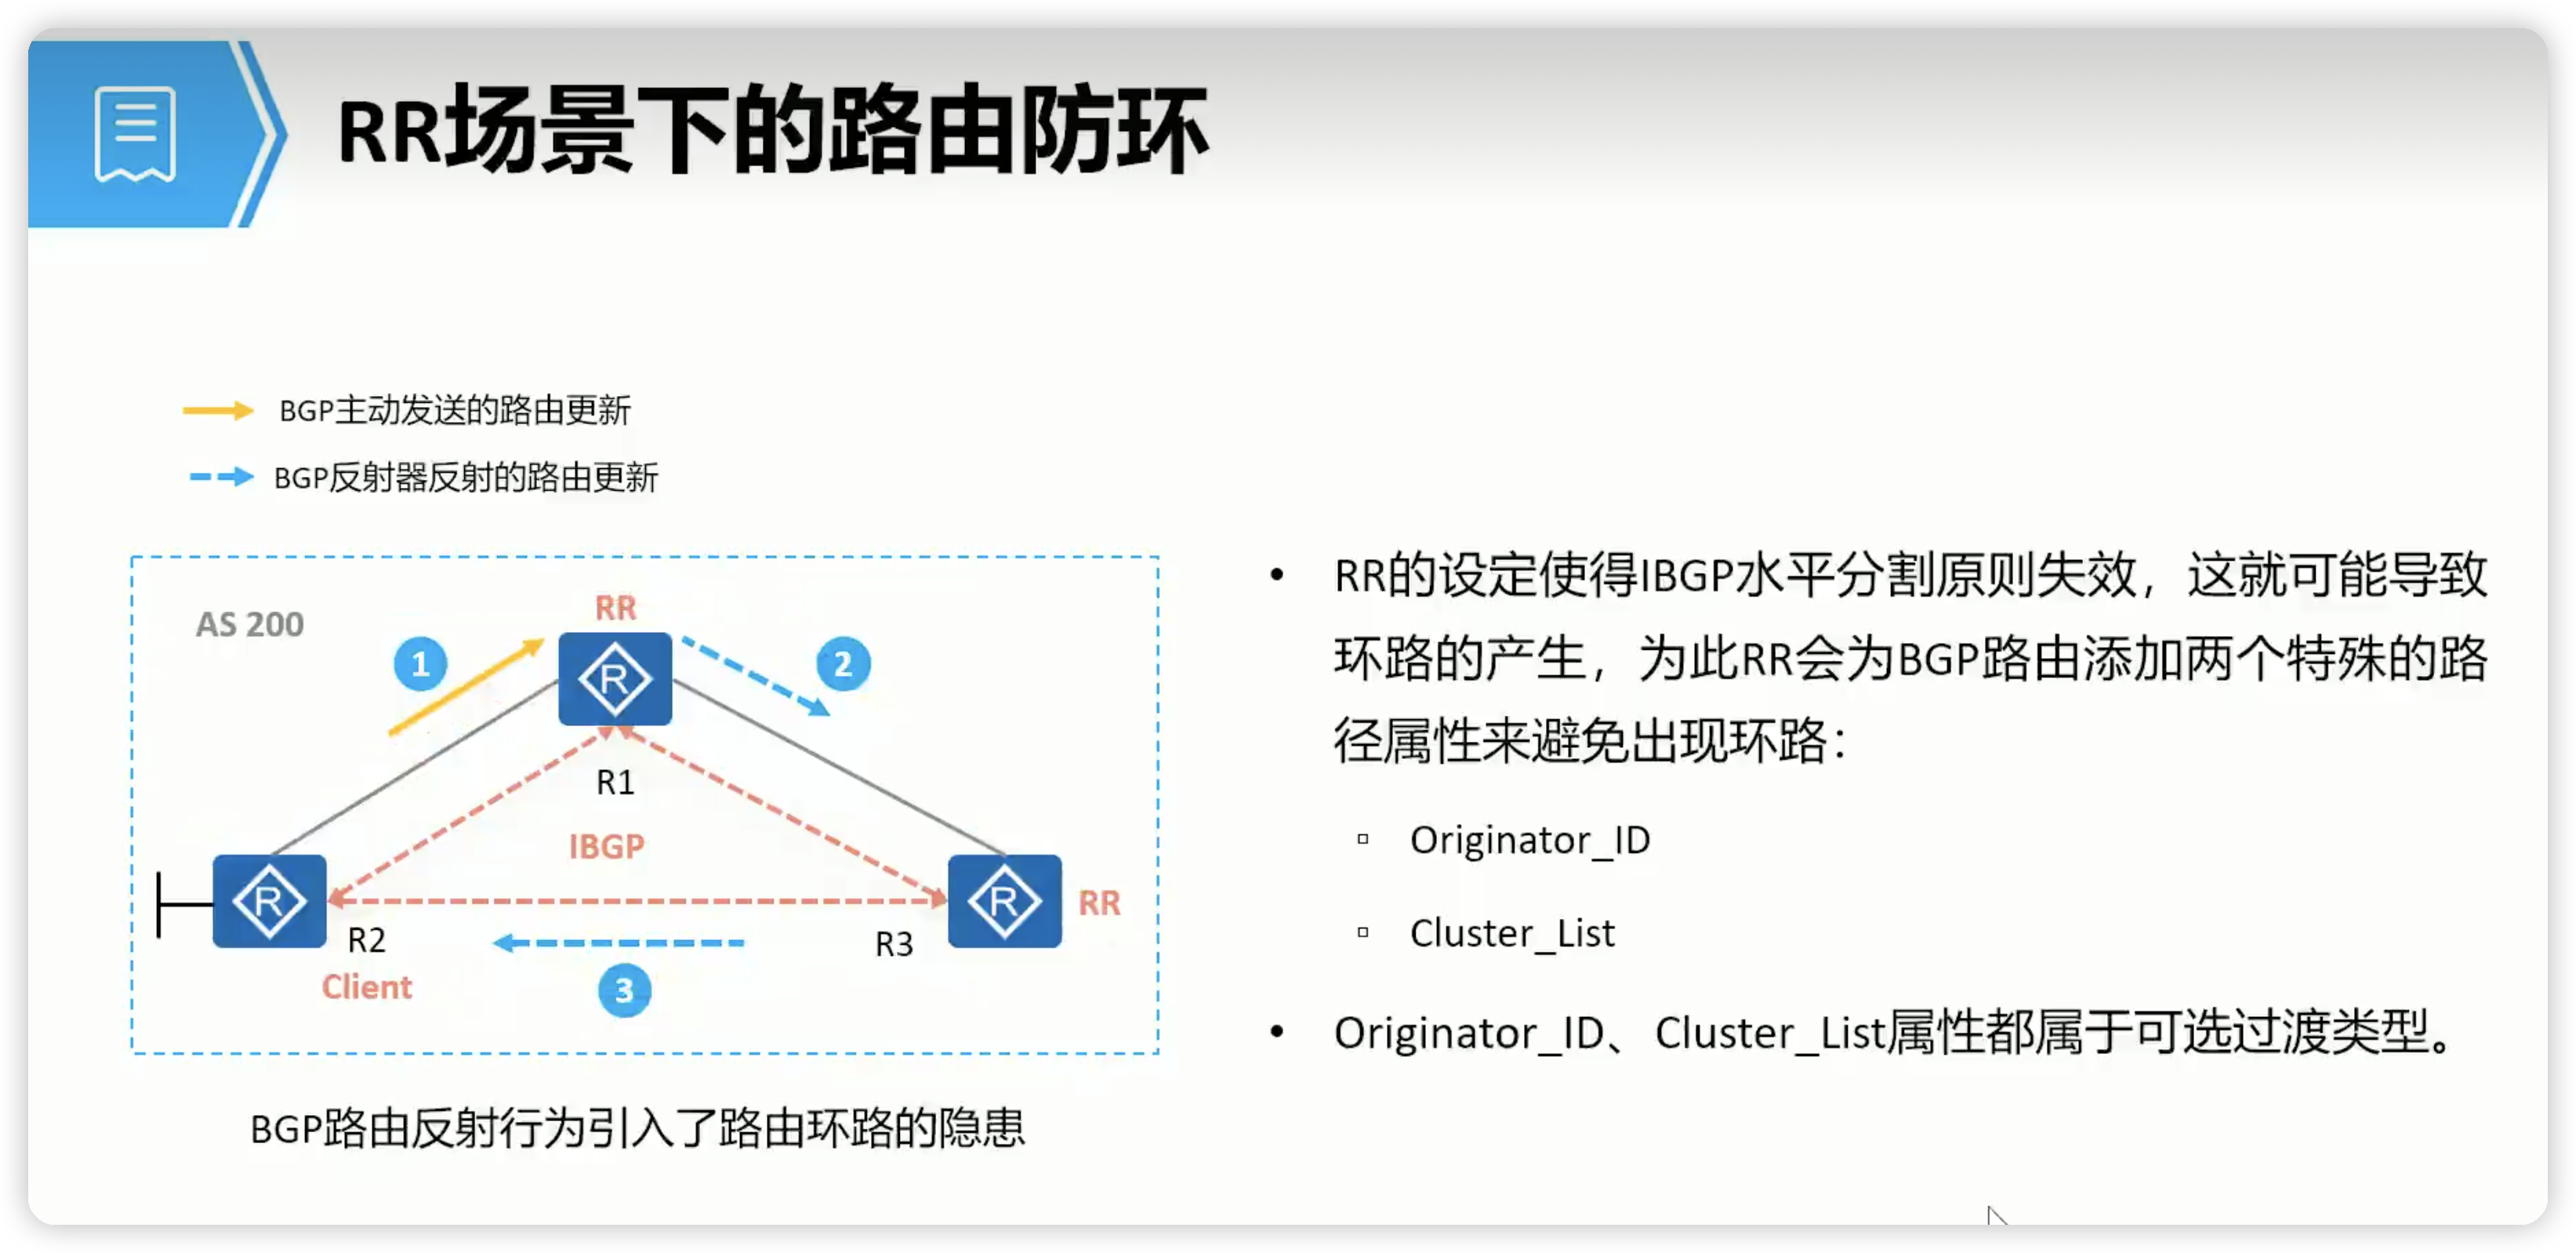 RR场景下的路由防环
BGP主动发送的路由更新
BGP反射器反射的路由更新
AS 200
RR
1
2
R
R1
IBGP
R
R2
Client
R
R3
RR
3
BGP路由反射行为引入了路由环路的隐患
• RR的设定使得IBGP水平分割原则失效，这就可能导致
环路的产生，为此RR会为BGP路由添加两个特殊的路
径属性来避免出现环路：
▫ Originator_ID
▫ Cluster_List
• Originator_ID、Cluster_List属性都属于可选过渡类型。